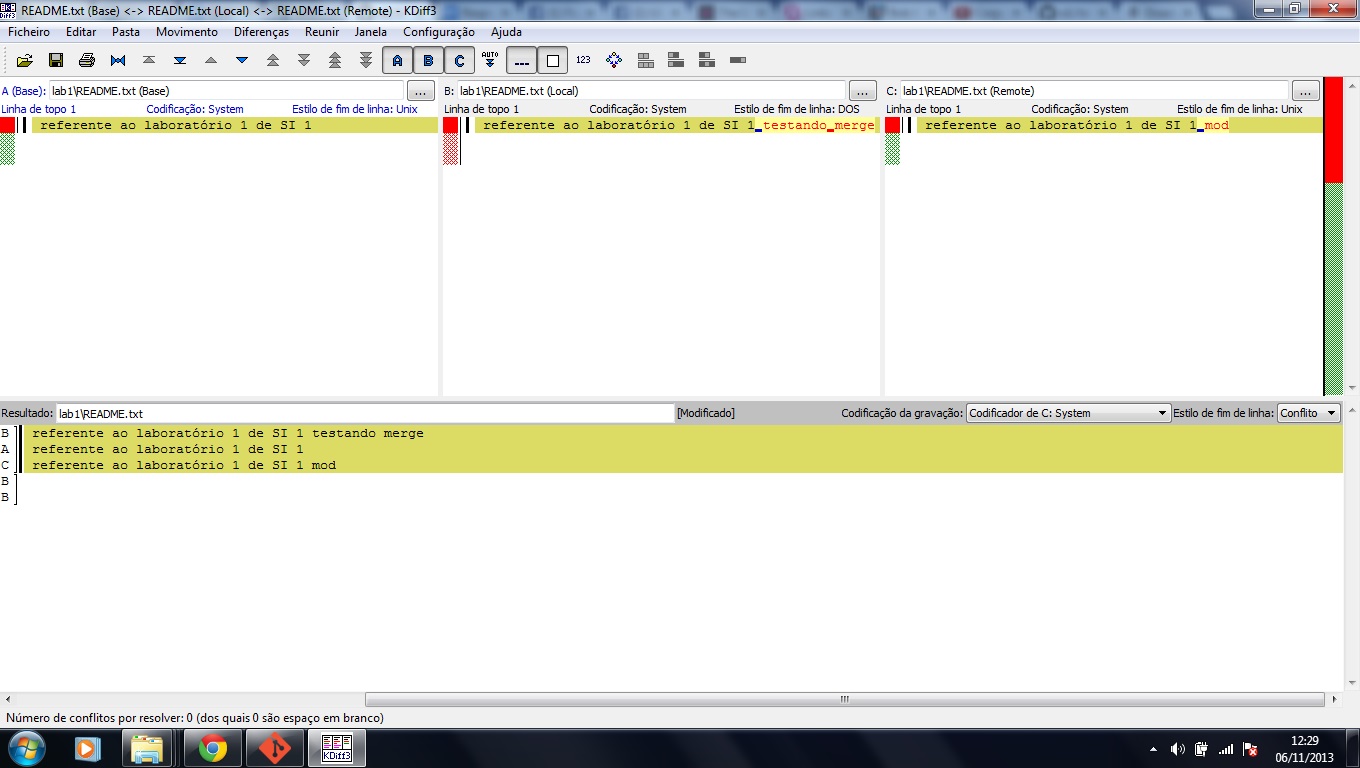 README.txt (Base) <-> README.txt (Local) <-> README.txt (Remote) - KDiff3
Ficheiro Editar Pasta Movimento Diferenças Reunir Janela Configuração Ajuda
A B C AUTO --- 123
A (Base): lab1\README.txt (Base) ... B: lab1\README.txt (Local) ... C: lab1\README.txt (Remote) ...
Linha de topo 1 Codificação: System Estilo de fim de linha: Unix Linha de topo 1 Codificação: System Estilo de fim de linha: DOS Linha de topo 1 Codificação: System Estilo de fim de linha: Unix
referente ao laboratório 1 de SI 1 referente ao laboratório 1 de SI 1 testando merge referente ao laboratório 1 de SI 1 mod
Resultado: lab1\README.txt [Modificado] Codificação da gravação: Codificador de C: System Estilo de fim de linha: Conflito
B referente ao laboratório 1 de SI 1 testando merge
A referente ao laboratório 1 de SI 1
C referente ao laboratório 1 de SI 1 mod
B
B
Número de conflitos por resolver: 0 (dos quais 0 são espaço em branco)
KDiff3
12:29
06/11/2013